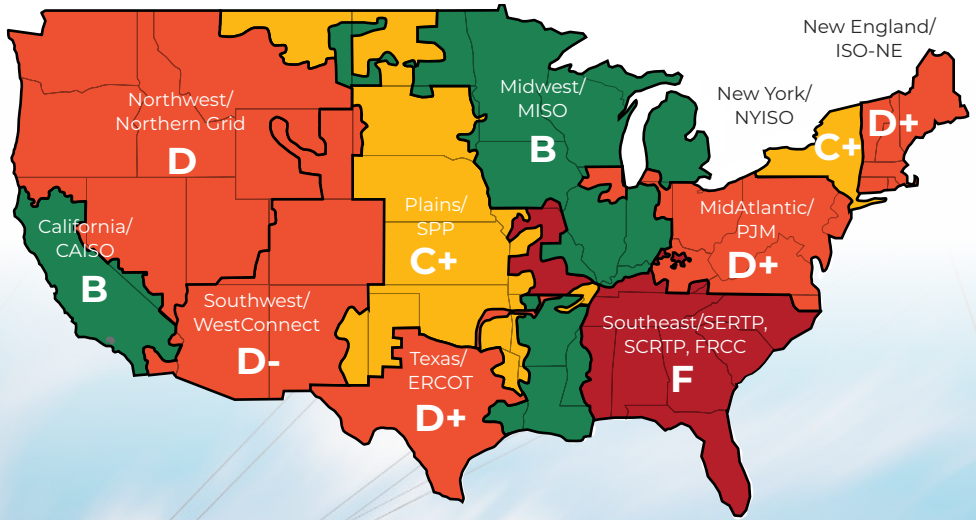 New England/
ISO-NE
D+
New York/
NYISO
C+
Midwest/
MISO
B
Northwest/
Northern Grid
D
Plains/
SPP
C+
MidAtlantic/
PJM
D+
California/
CAISO
B
Southwest/
WestConnect
D-
Southeast/SERTP,
SCRTP, FRCC
F
Texas/
ERCOT
D+